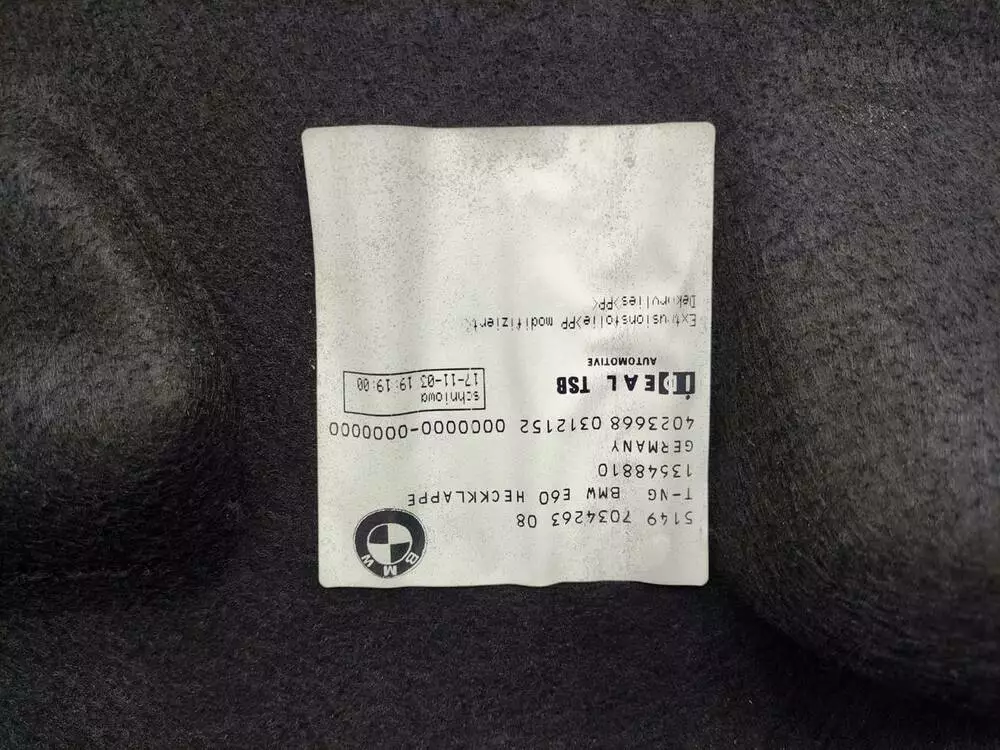 BMW
5149 7034263 08
T-NG BMW E60 HECKKLAPPE
13548810
GERMANY
4023668 0312152 0000000-0000000
IDEAL TSB
AUTOMOTIVE
schniowa
17-11-03 19:19:00
Extrusionsfolie>PP modifiziert<
Dekorvlies>PP<